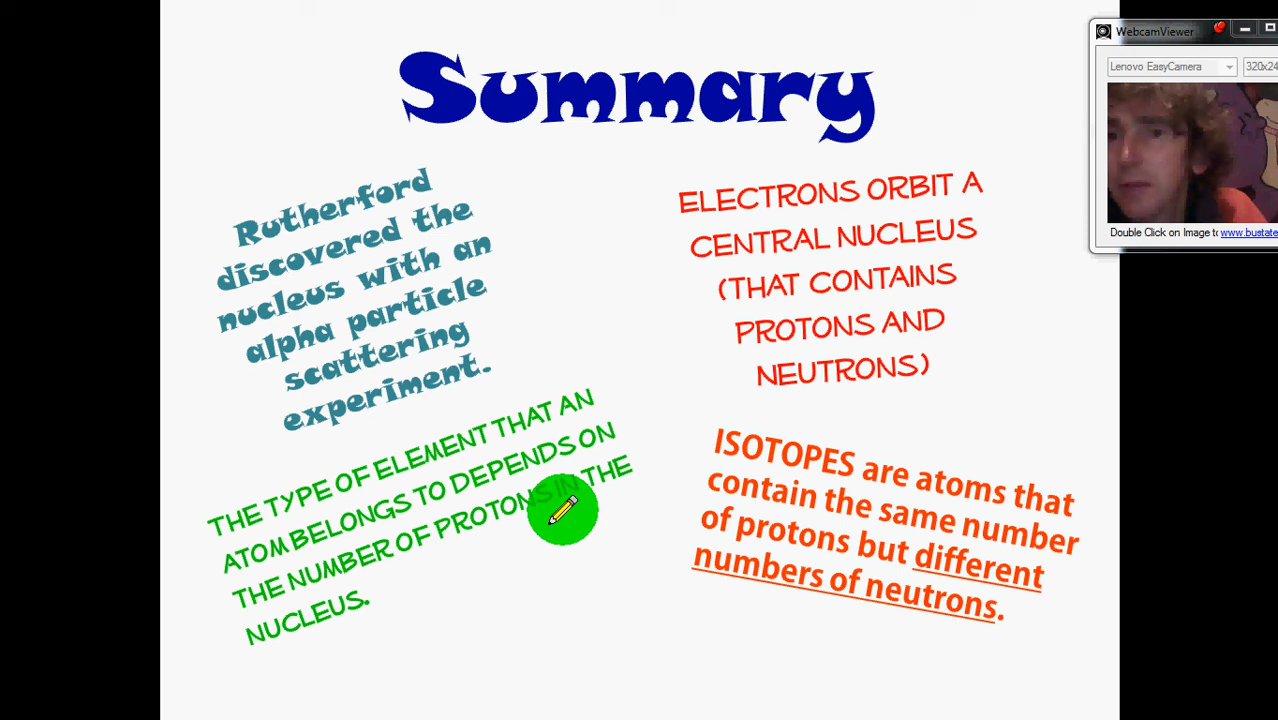 Summary
Rutherford
discovered the
nucleus with an
alpha particle
scattering
experiment.
ELECTRONS ORBIT A
CENTRAL NUCLEUS
(THAT CONTAINS
PROTONS AND
NEUTRONS)
THE TYPE OF ELEMENT THAT AN
ATOM BELONGS TO DEPENDS ON
THE NUMBER OF PROTONS IN THE
NUCLEUS.
ISOTOPES are atoms that
contain the same number
of protons but different
numbers of neutrons.
WebcamViewer
Lenovo EasyCamera
320x24
Double Click on Image to www.bustate